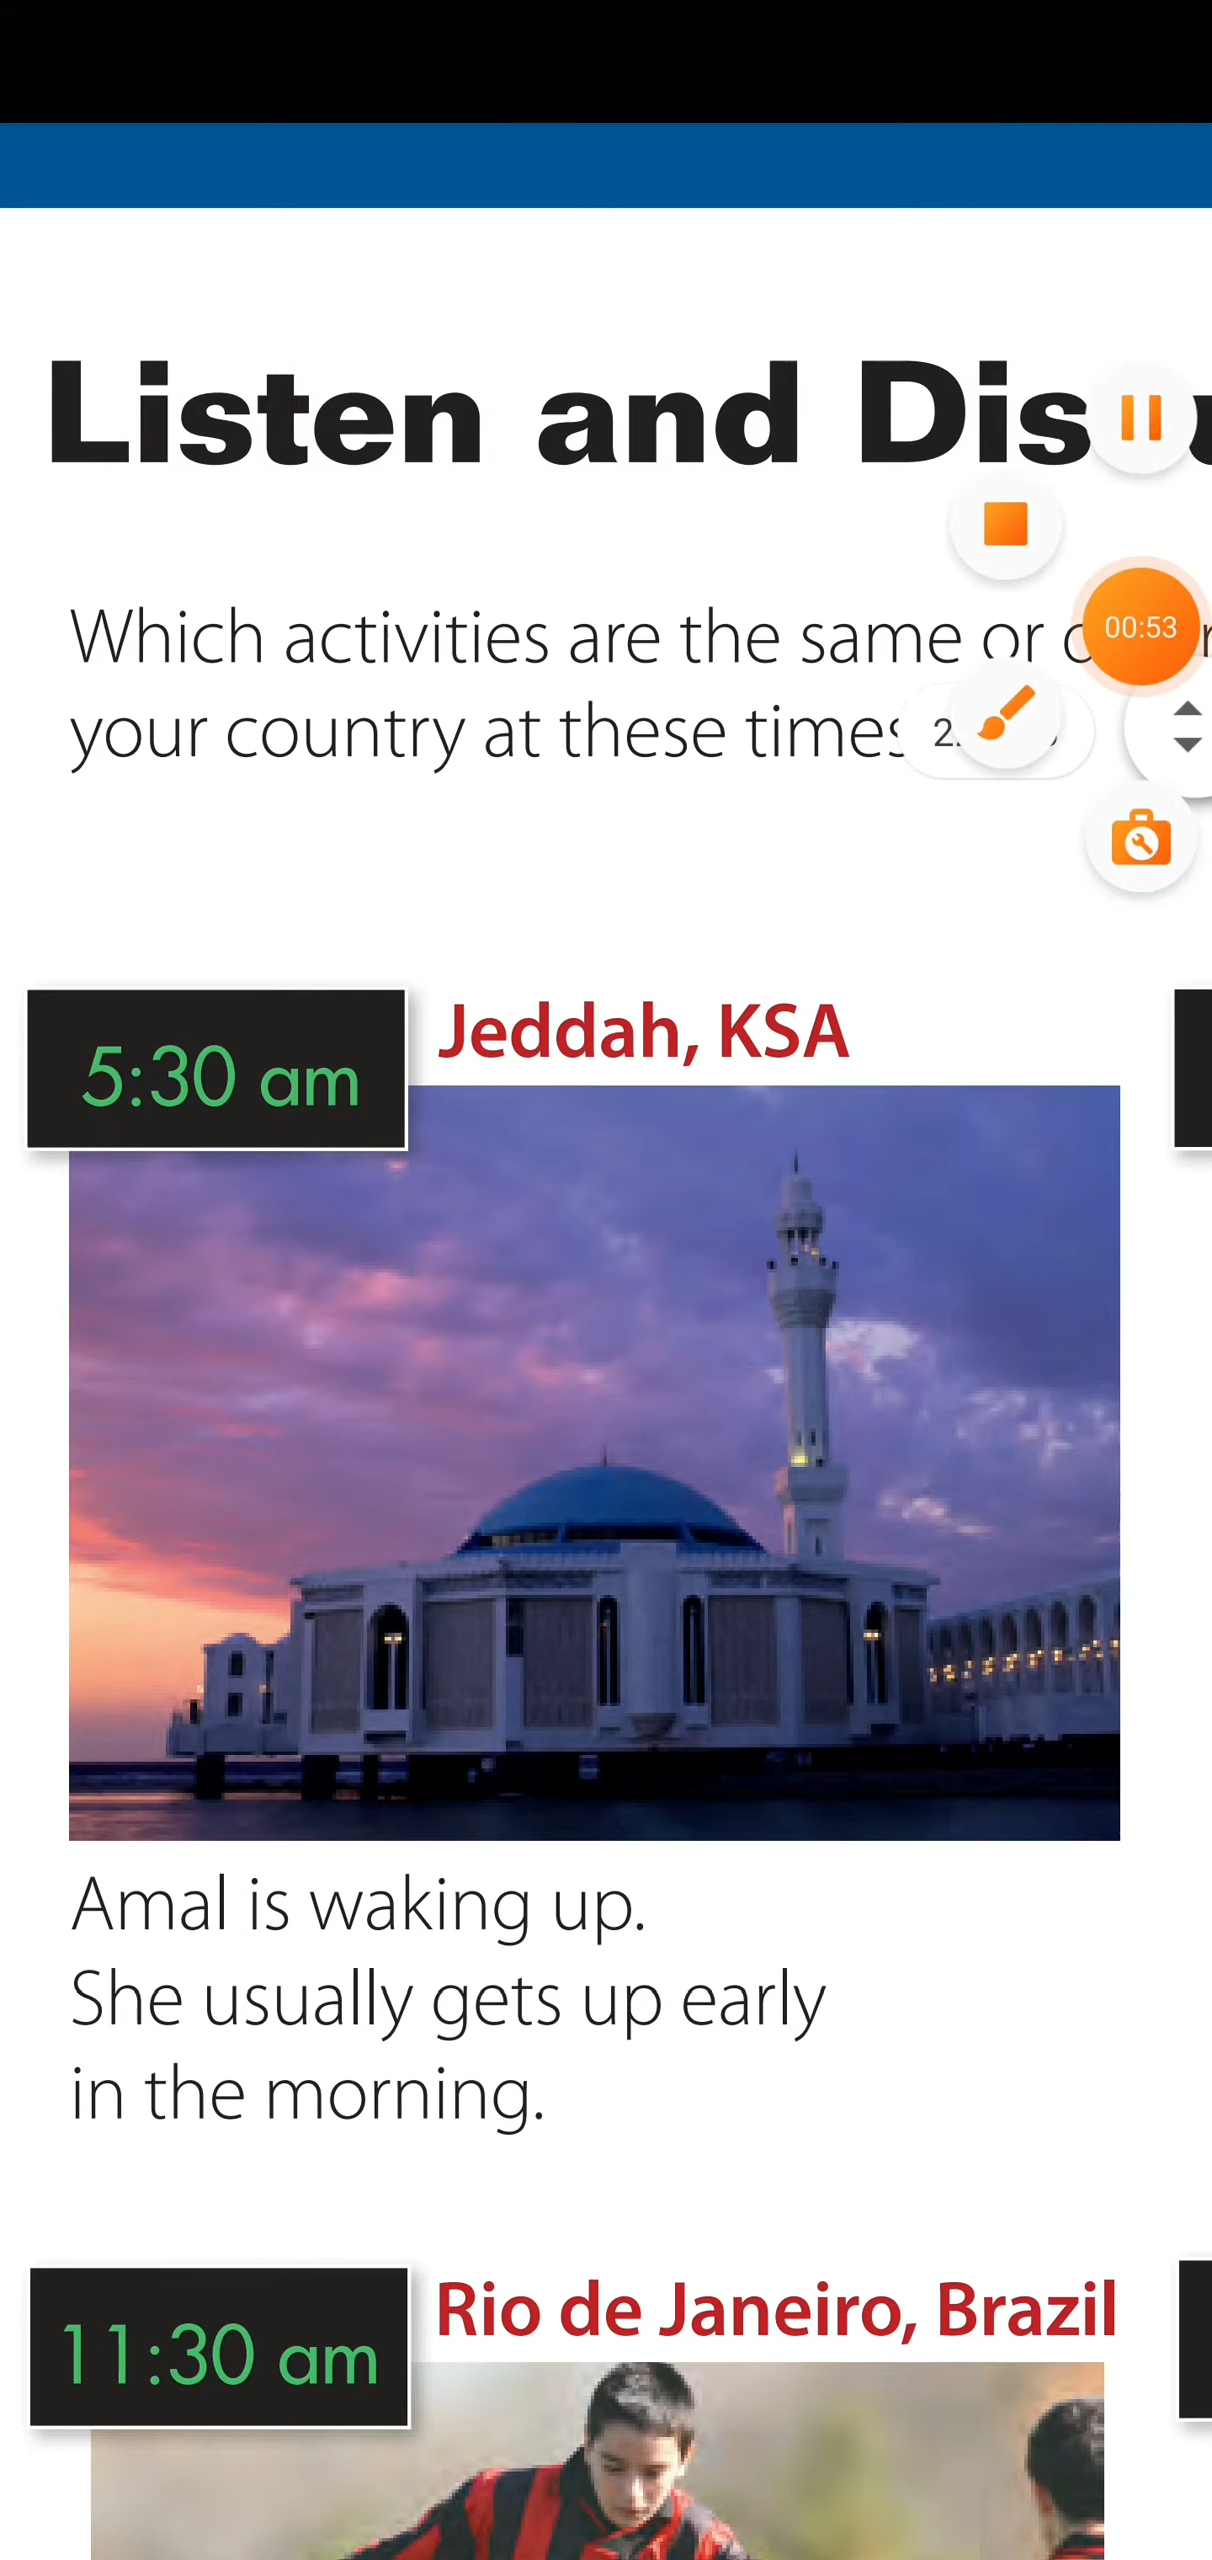 Listen and Dis
Which activities are the same or
your country at these times
00:53
5:30 am
Jeddah, KSA
Amal is waking up.
She usually gets up early
in the morning.
11:30 am
Rio de Janeiro, Brazil